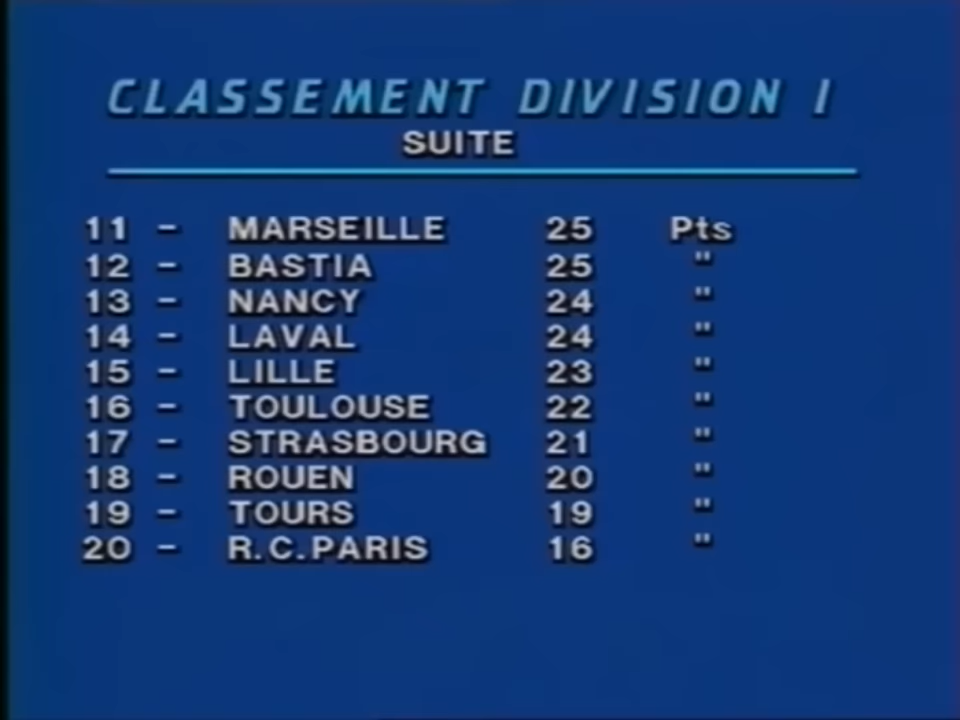 CLASSEMENT DIVISION I
SUITE
11 - MARSEILLE 25 Pts
12 - BASTIA 25 "
13 - NANCY 24 "
14 - LAVAL 24 "
15 - LILLE 23 "
16 - TOULOUSE 22 "
17 - STRASBOURG 21 "
18 - ROUEN 20 "
19 - TOURS 19 "
20 - R.C.PARIS 16 "